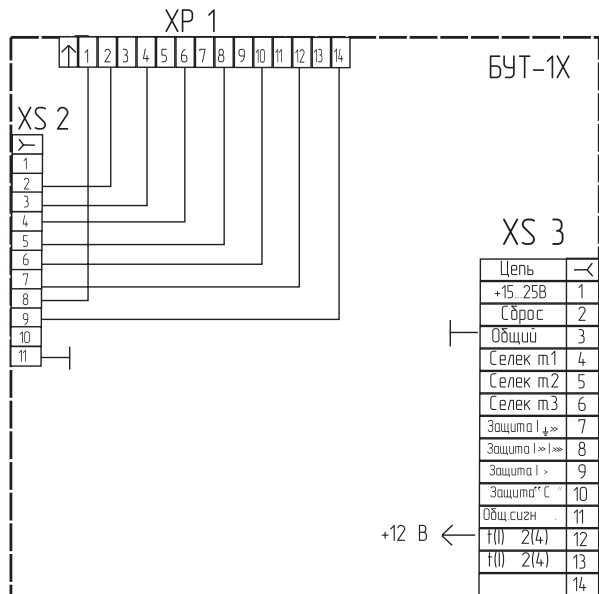 XP 1
1 2 3 4 5 6 7 8 9 10 11 12 13 14
БУТ-1Х
XS 2
1
2
3
4
5
6
7
8
9
10
11
XS 3
Цепь
+15...25В 1
Сброс 2
Общий 3
Селек т.1 4
Селек т.2 5
Селек т.3 6
Защита I⏚» 7
Защита I»I»> 8
Защита I> 9
Защита "С" 10
Общ.сигн. 11
+12 В
t(I) 2(4) 12
t(I) 2(4) 13
14